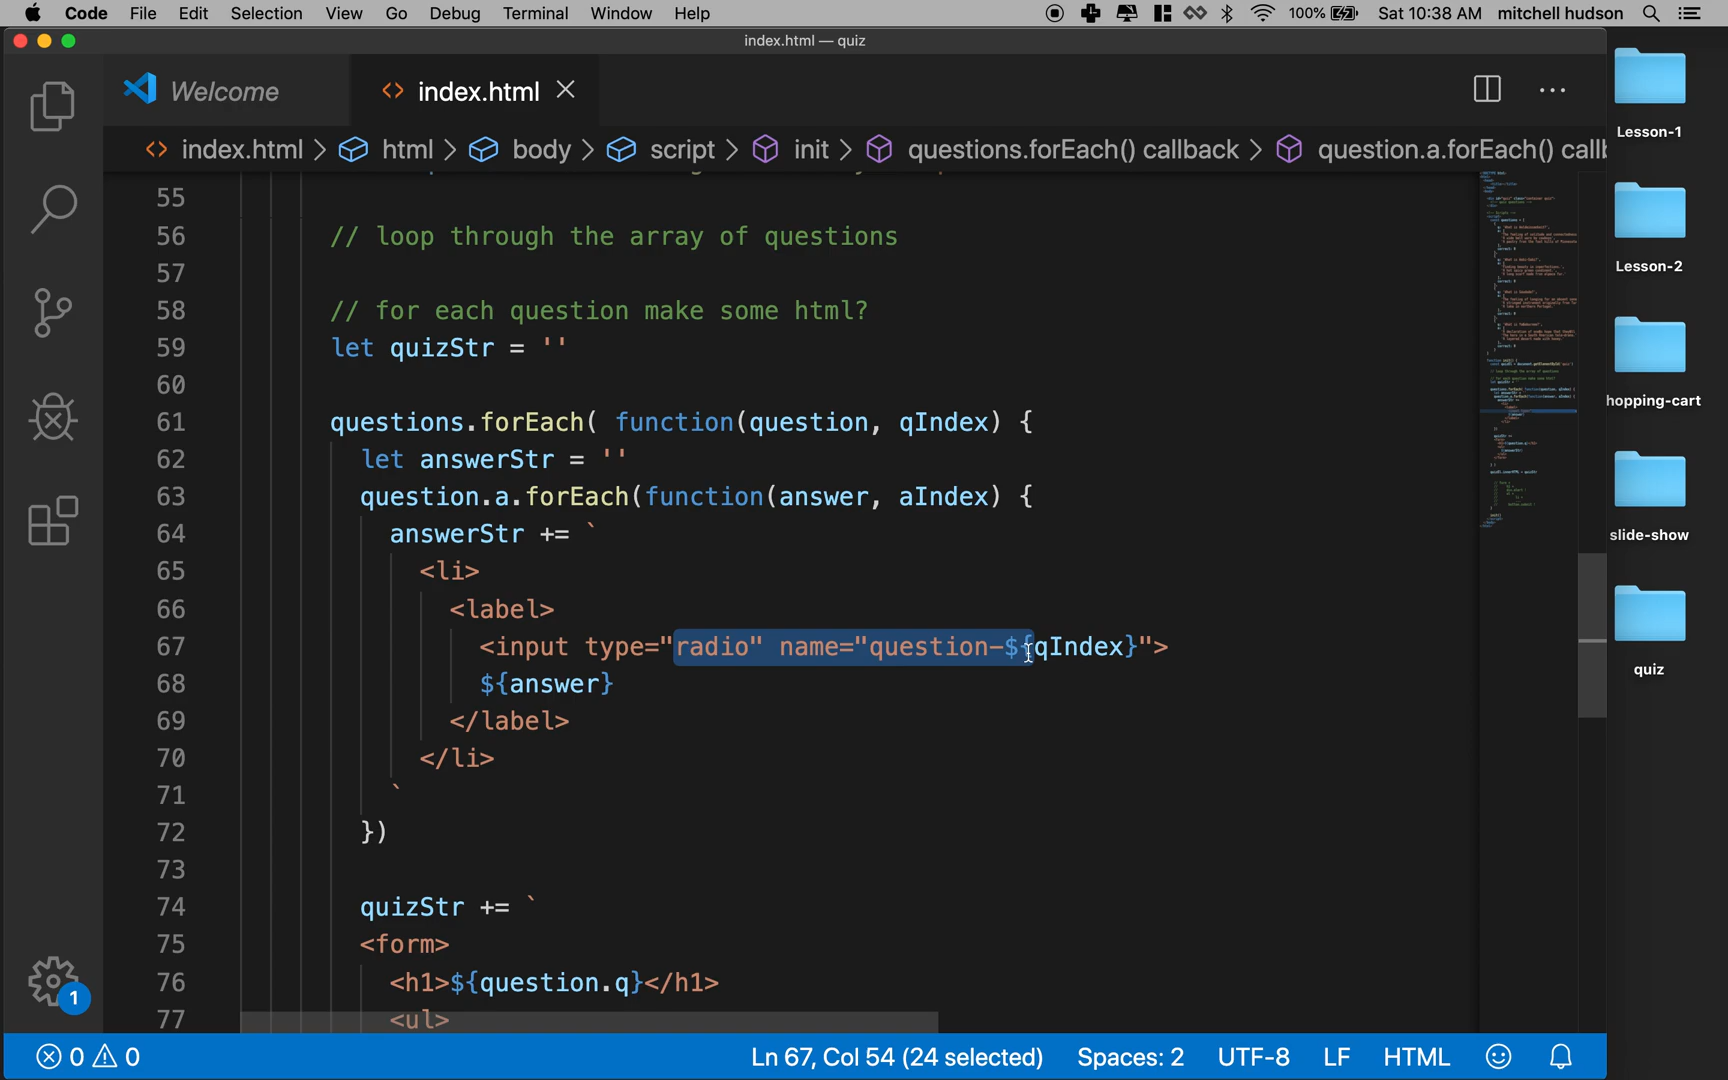 Code File Edit Selection View Go Debug Terminal Window Help 100% Sat 10:38 AM mitchell hudson
index.html — quiz
Welcome index.html
index.html > html > body > script > init > questions.forEach() callback > question.a.forEach()
55
56 // loop through the array of questions
57
58 // for each question make some html?
59 let quizStr = ''
60
61 questions.forEach( function(question, qIndex) {
62 let answerStr = ''
63 question.a.forEach(function(answer, aIndex) {
64 answerStr += `
65 <li>
66 <label>
67 <input type="radio" name="question-${qIndex}">
68 ${answer}
69 </label>
70 </li>
71 `
72 })
73
74 quizStr += `
75 <form>
76 <h1>${question.q}</h1>
77 <ul>
1
0 0 Ln 67, Col 54 (24 selected) Spaces: 2 UTF-8 LF HTML
Lesson-1
Lesson-2
hopping-cart
slide-show
quiz